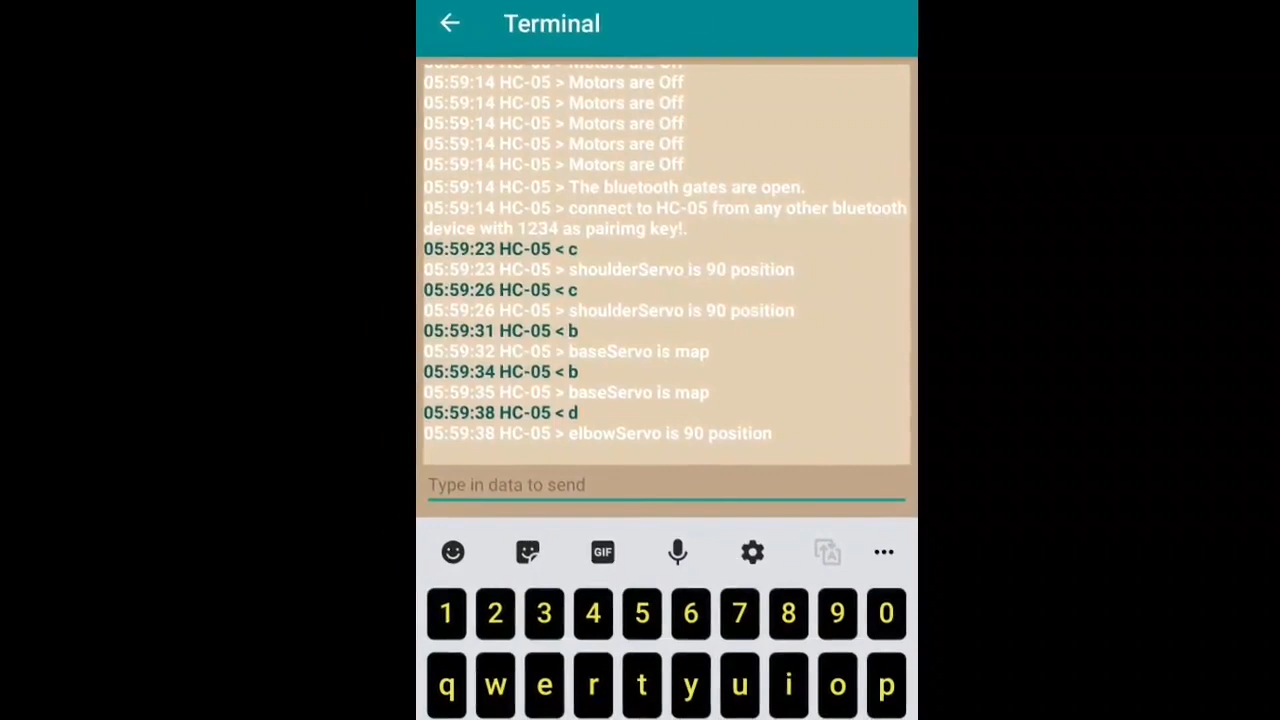 Terminal
05:59:14 HC-05 > Motors are Off
05:59:14 HC-05 > Motors are Off
05:59:14 HC-05 > Motors are Off
05:59:14 HC-05 > Motors are Off
05:59:14 HC-05 > Motors are Off
05:59:14 HC-05 > The bluetooth gates are open.
05:59:14 HC-05 > connect to HC-05 from any other bluetooth
device with 1234 as pairimg key!.
05:59:23 HC-05 < c
05:59:23 HC-05 > shoulderServo is 90 position
05:59:26 HC-05 < c
05:59:26 HC-05 > shoulderServo is 90 position
05:59:31 HC-05 < b
05:59:32 HC-05 > baseServo is map
05:59:34 HC-05 < b
05:59:35 HC-05 > baseServo is map
05:59:38 HC-05 < d
05:59:38 HC-05 > elbowServo is 90 position
Type in data to send
GIF
1 2 3 4 5 6 7 8 9 0
q w e r t y u i o p